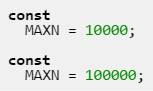 const
MAXN = 10000;
const
MAXN = 100000;